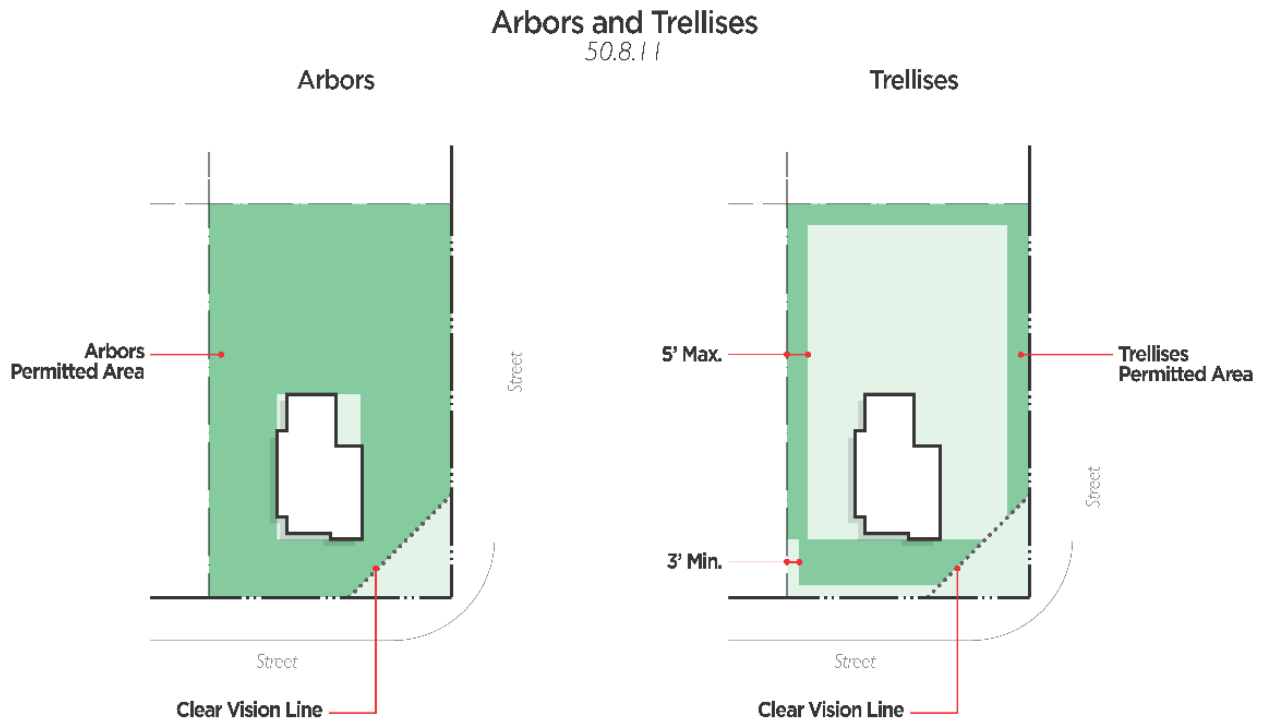 Arbors and Trellises
50.8.11
Arbors
Trellises
Arbors
Permitted Area
Street
5' Max.
Trellises
Permitted Area
Street
3' Min.
Street
Street
Clear Vision Line
Clear Vision Line